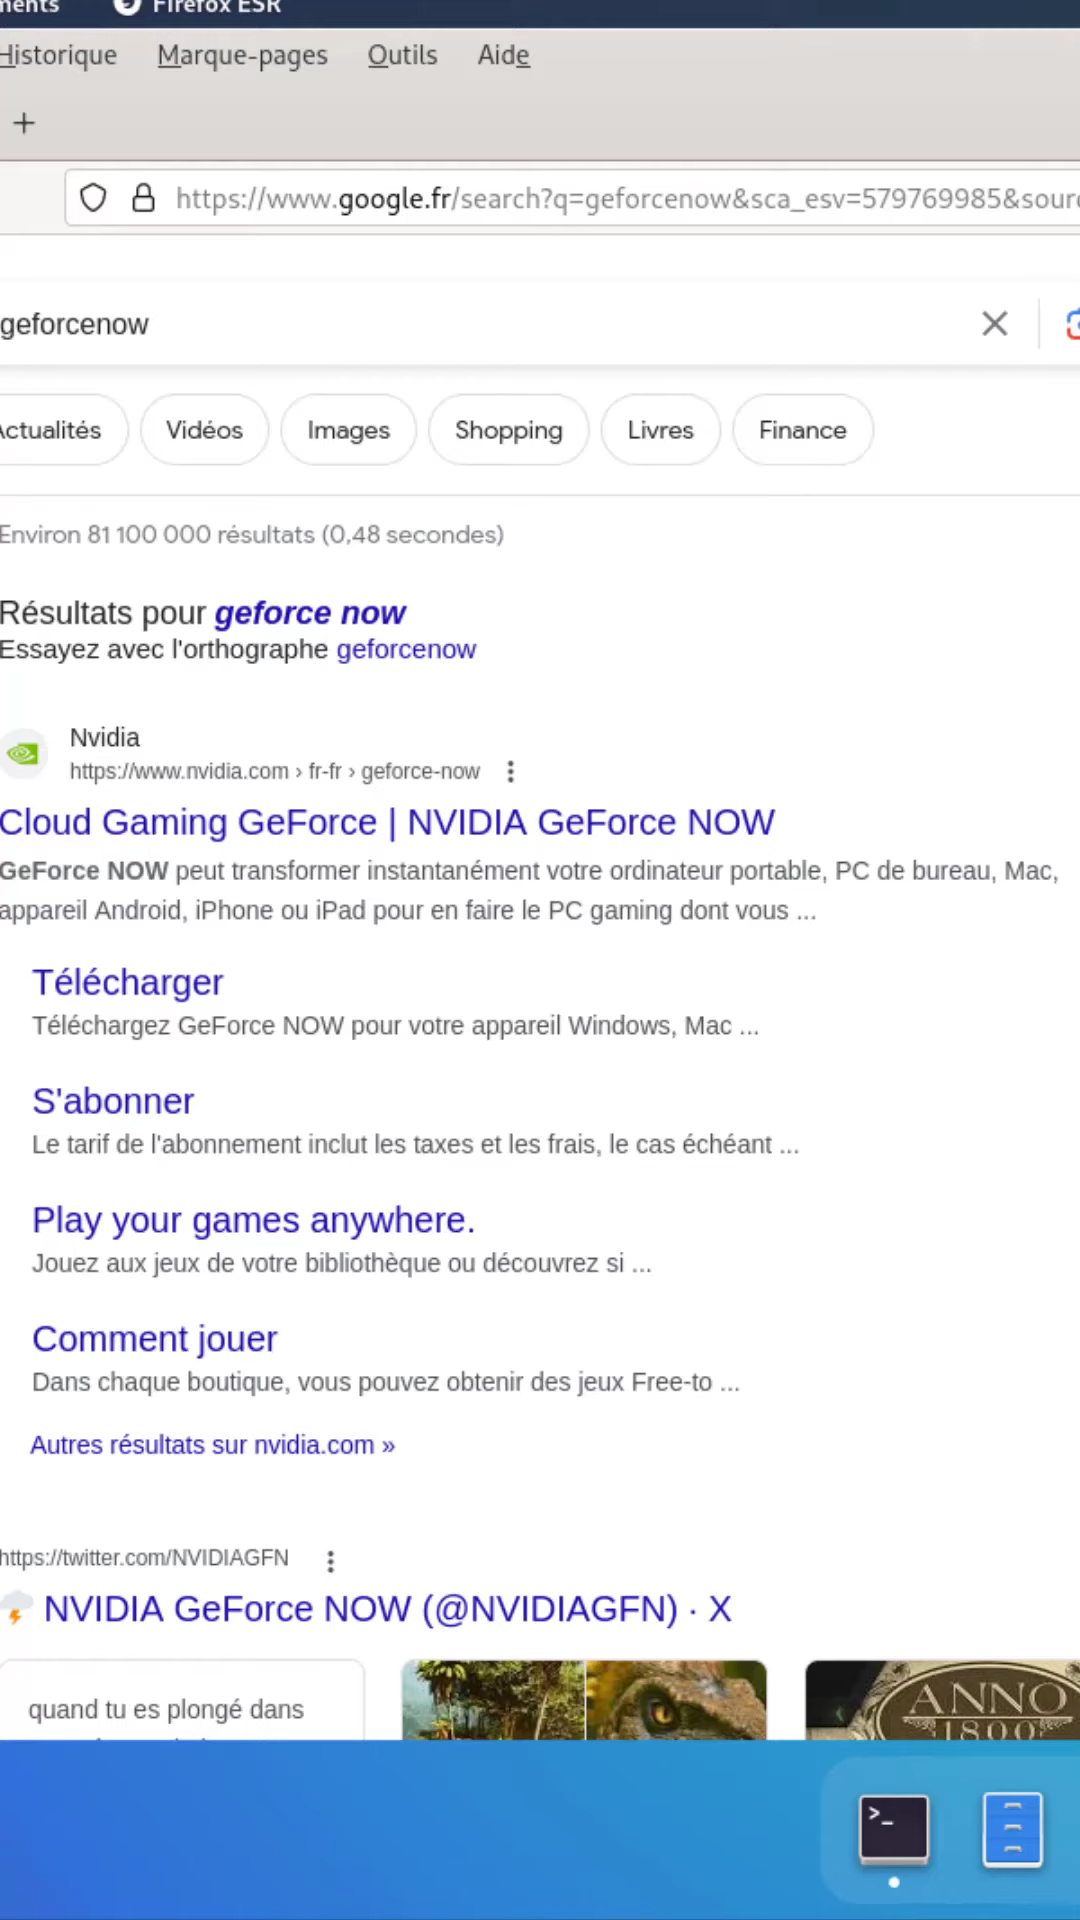 ments Firefox ESR
Historique Marque-pages Outils Aide
+
https://www.google.fr/search?q=geforcenow&sca_esv=579769985&sour
geforcenow
Actualités Vidéos Images Shopping Livres Finance
Environ 81 100 000 résultats (0,48 secondes)
Résultats pour geforce now
Essayez avec l'orthographe geforcenow
Nvidia
https://www.nvidia.com › fr-fr › geforce-now
Cloud Gaming GeForce | NVIDIA GeForce NOW
GeForce NOW peut transformer instantanément votre ordinateur portable, PC de bureau, Mac,
appareil Android, iPhone ou iPad pour en faire le PC gaming dont vous ...
Télécharger
Téléchargez GeForce NOW pour votre appareil Windows, Mac ...
S'abonner
Le tarif de l'abonnement inclut les taxes et les frais, le cas échéant ...
Play your games anywhere.
Jouez aux jeux de votre bibliothèque ou découvrez si ...
Comment jouer
Dans chaque boutique, vous pouvez obtenir des jeux Free-to ...
Autres résultats sur nvidia.com »
https://twitter.com/NVIDIAGFN
NVIDIA GeForce NOW (@NVIDIAGFN) · X
quand tu es plongé dans
ANNO
1800
>_